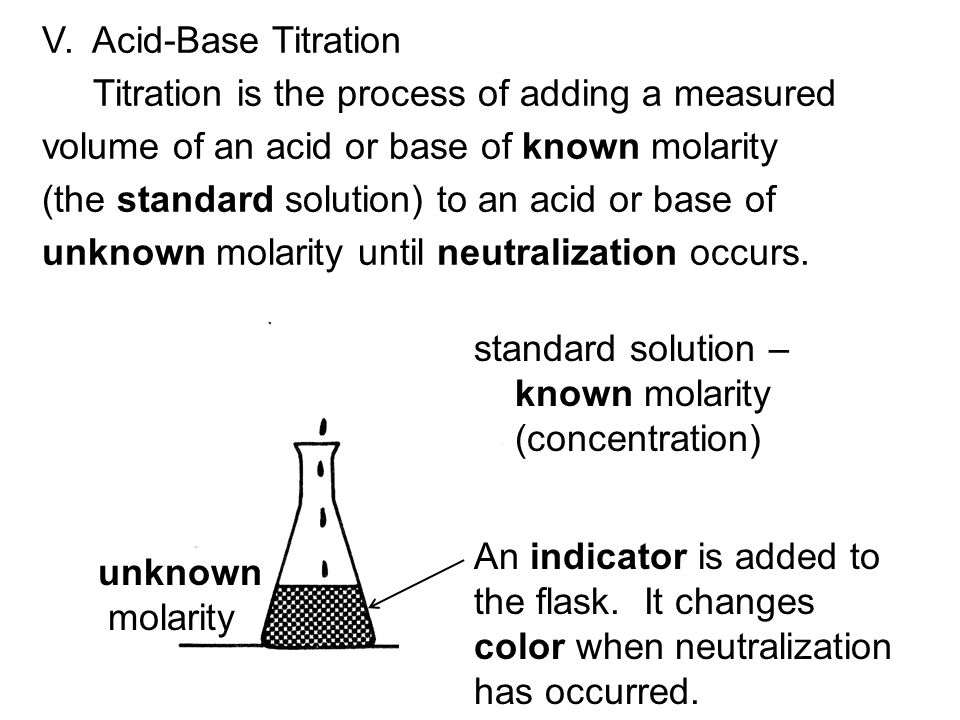 V. Acid-Base Titration
Titration is the process of adding a measured
volume of an acid or base of known molarity
(the standard solution) to an acid or base of
unknown molarity until neutralization occurs.
standard solution –
known molarity
(concentration)
unknown
molarity
An indicator is added to
the flask. It changes
color when neutralization
has occurred.